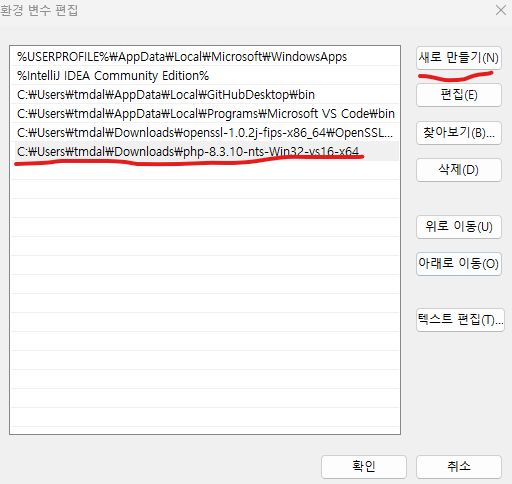 환경 변수 편집
%USERPROFILE%₩AppData₩Local₩Microsoft₩WindowsApps
%IntelliJ IDEA Community Edition%
C:₩Users₩tmdal₩AppData₩Local₩GitHubDesktop₩bin
C:₩Users₩tmdal₩AppData₩Local₩Programs₩Microsoft VS Code₩bin
C:₩Users₩tmdal₩Downloads₩openssl-1.0.2j-fips-x86_64₩OpenSSL...
C:₩Users₩tmdal₩Downloads₩php-8.3.10-nts-Win32-vs16-x64
새로 만들기(N)
편집(E)
찾아보기(B)...
삭제(D)
위로 이동(U)
아래로 이동(O)
텍스트 편집(T)...
확인
취소